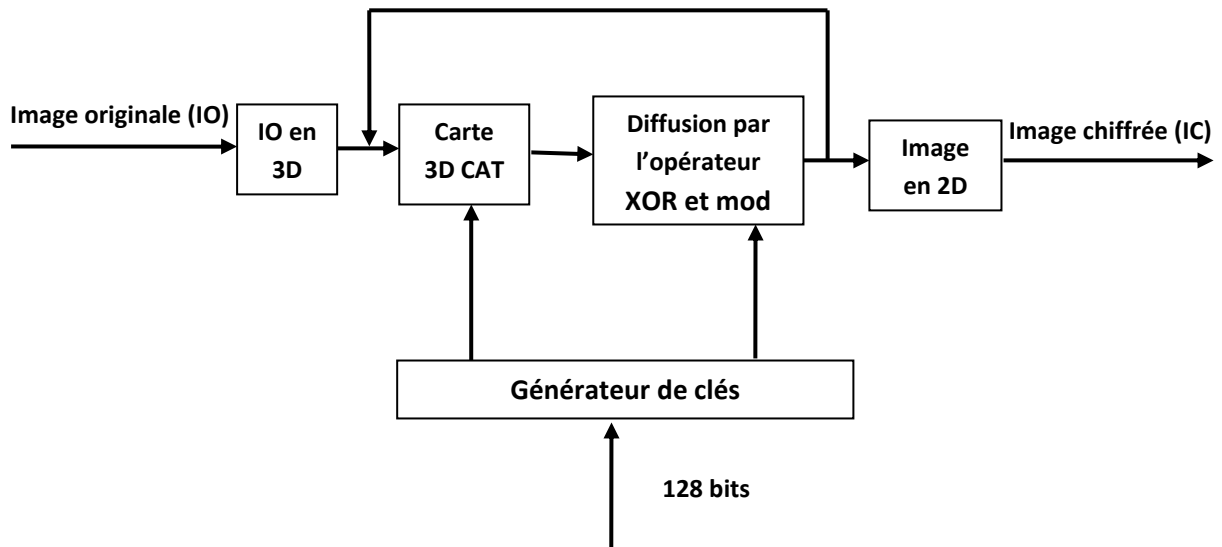 Image originale (IO)
IO en
3D
Carte
3D CAT
Diffusion par
l’opérateur
XOR et mod
Image
en 2D
Image chiffrée (IC)
Générateur de clés
128 bits